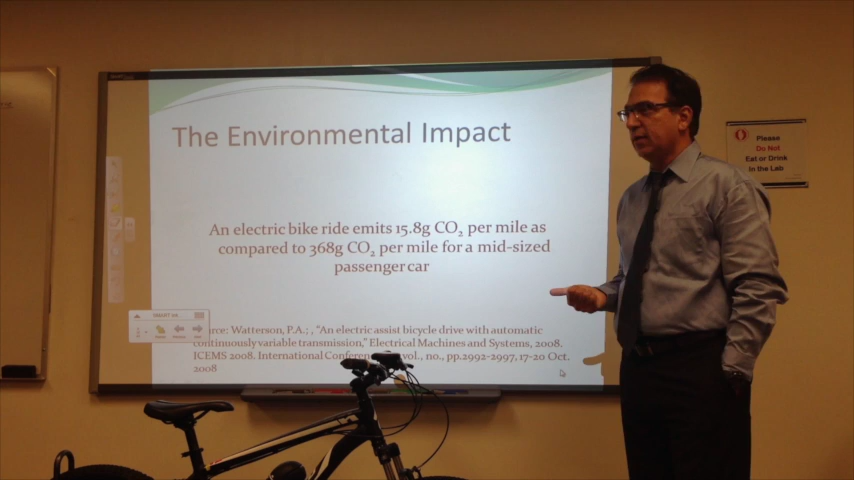 The Environmental Impact
An electric bike ride emits 15.8g CO₂ per mile as
compared to 368g CO₂ per mile for a mid-sized
passenger car
Watterson, P.A.; , "An electric assist bicycle drive with automatic
continuously variable transmission," Electrical Machines and Systems, 2008.
ICEMS 2008. International vol., no., pp.2992-2997, 17-20 Oct.
2008
SMART Ink
Please
Do Not
Eat or Drink
In the Lab